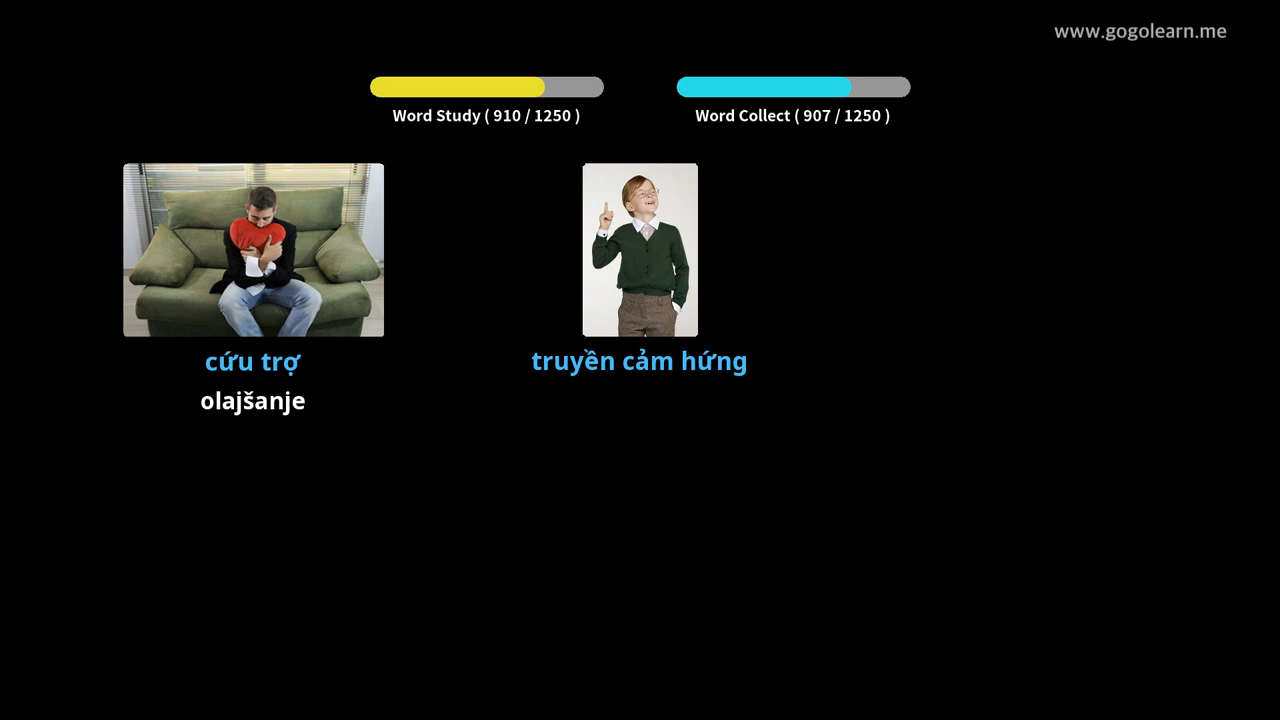 www.gogolearn.me
Word Study ( 910 / 1250 )
Word Collect ( 907 / 1250 )
cứu trợ
truyền cảm hứng
olajšanje